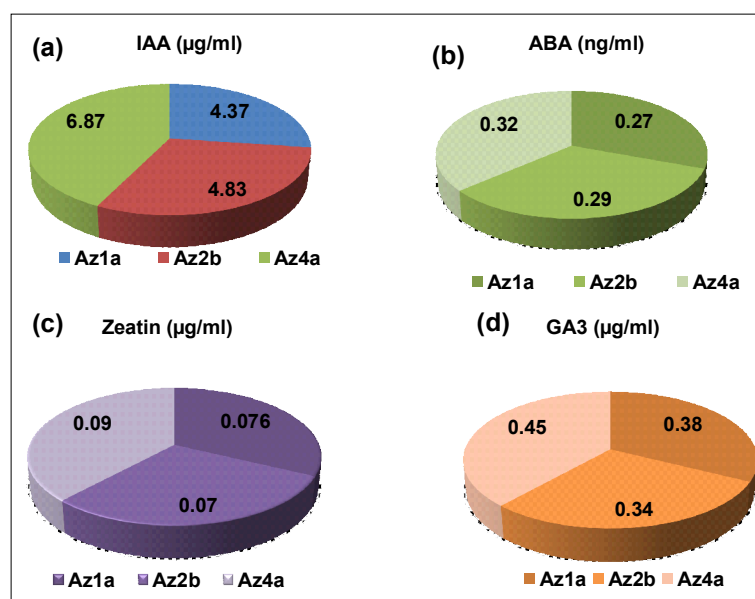 (a)
IAA (µg/ml)
6.87
4.37
4.83
Az1a Az2b Az4a
(b)
ABA (ng/ml)
0.32
0.27
0.29
Az1a Az2b Az4a
(c)
Zeatin (µg/ml)
0.09
0.076
0.07
Az1a Az2b Az4a
(d)
GA3 (µg/ml)
0.45
0.38
0.34
Az1a Az2b Az4a